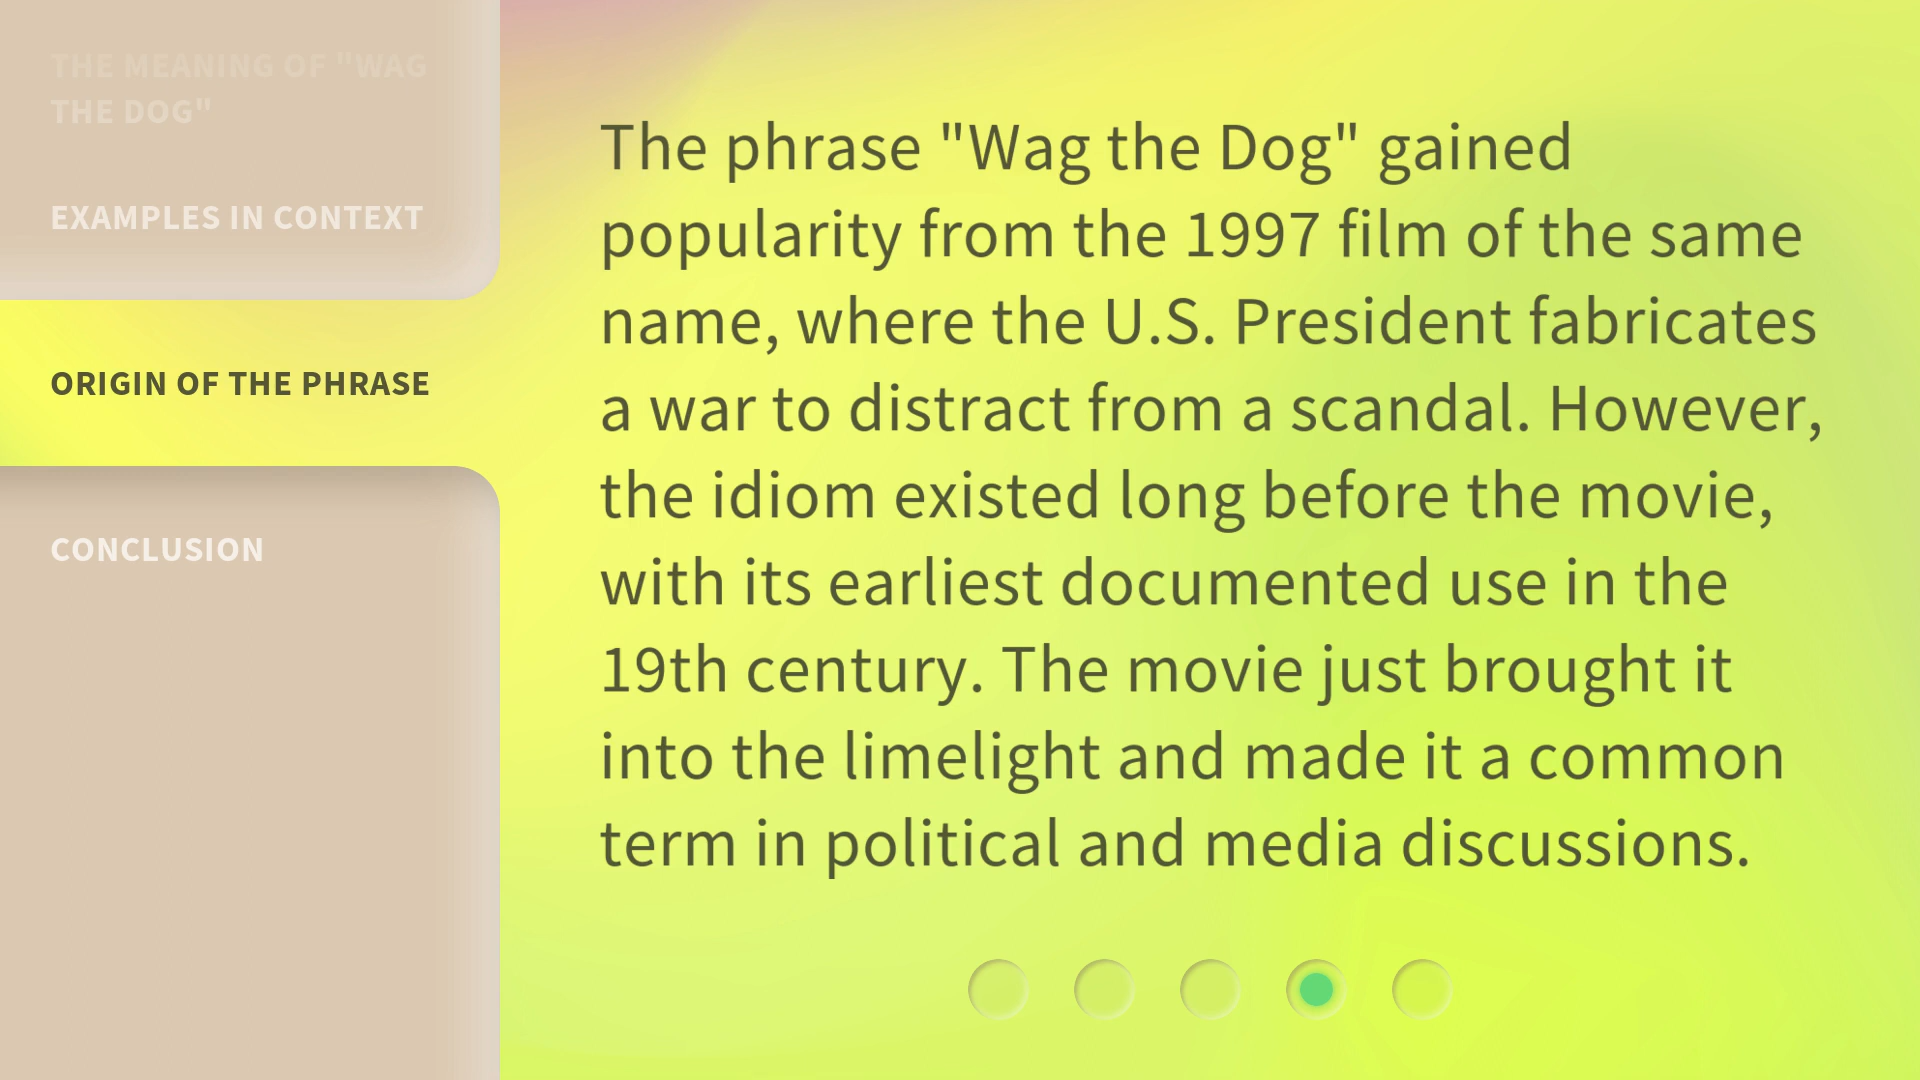 THE MEANING OF "WAG
THE DOG"
EXAMPLES IN CONTEXT
ORIGIN OF THE PHRASE
CONCLUSION
The phrase "Wag the Dog" gained
popularity from the 1997 film of the same
name, where the U.S. President fabricates
a war to distract from a scandal. However,
the idiom existed long before the movie,
with its earliest documented use in the
19th century. The movie just brought it
into the limelight and made it a common
term in political and media discussions.